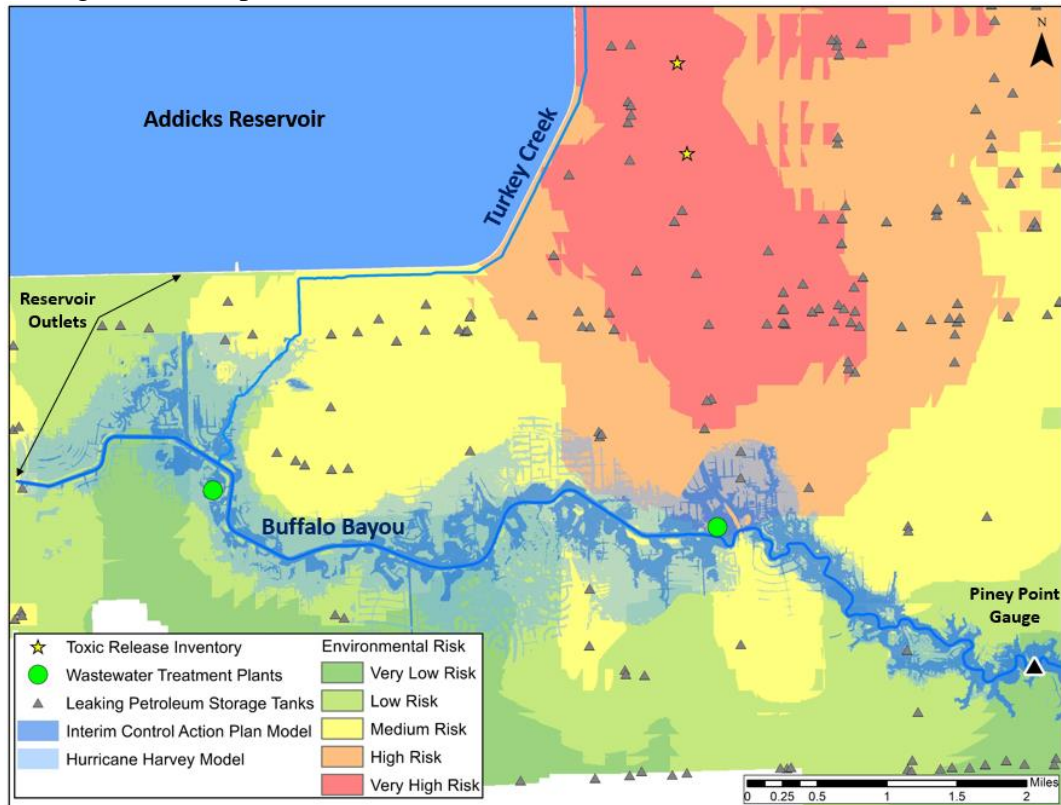 N
Addicks Reservoir
Turkey Creek
Reservoir
Outlets
Buffalo Bayou
Piney Point
Gauge
Toxic Release Inventory
Wastewater Treatment Plants
Leaking Petroleum Storage Tanks
Interim Control Action Plan Model
Hurricane Harvey Model
Environmental Risk
Very Low Risk
Low Risk
Medium Risk
High Risk
Very High Risk
Miles
0 0.25 0.5 1 1.5 2